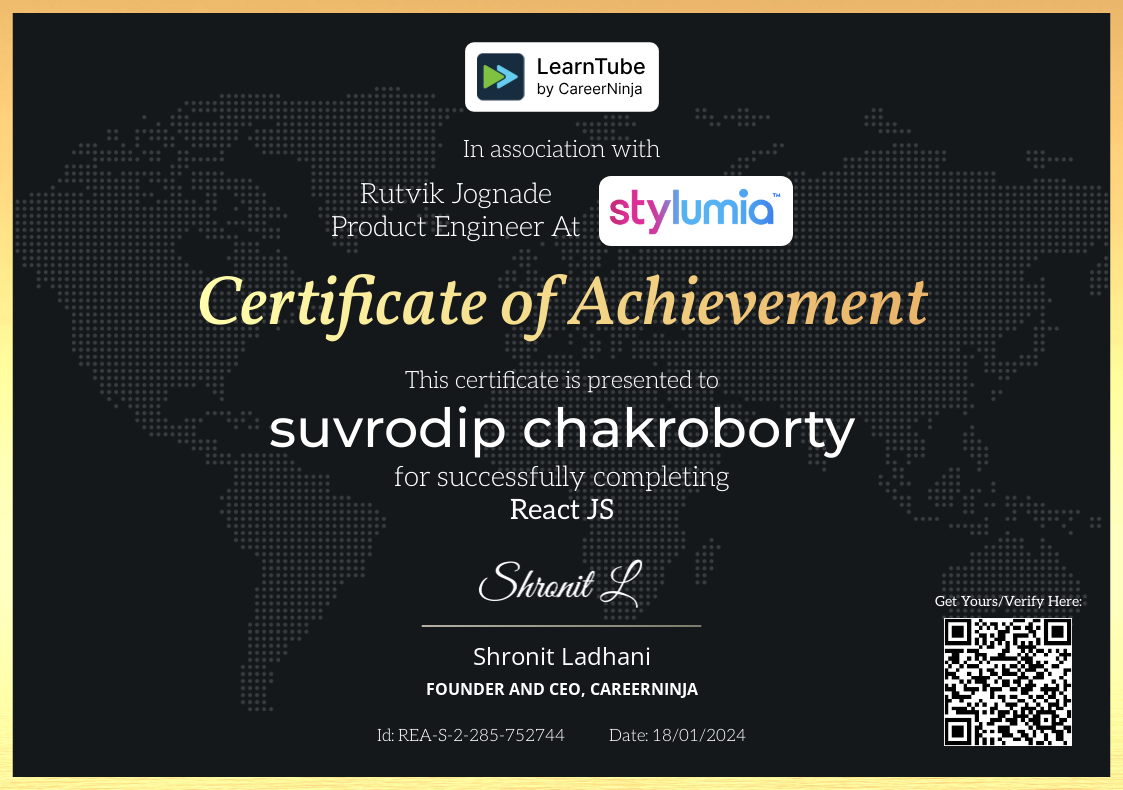 LearnTube
by CareerNinja
In association with
Rutvik Jognade
Product Engineer At
stylumia™
Certificate of Achievement
This certificate is presented to
suvrodip chakroborty
for successfully completing
React JS
Shronit L
Shronit Ladhani
FOUNDER AND CEO, CAREERNINJA
Id: REA-S-2-285-752744 Date: 18/01/2024
Get Yours/Verify Here: